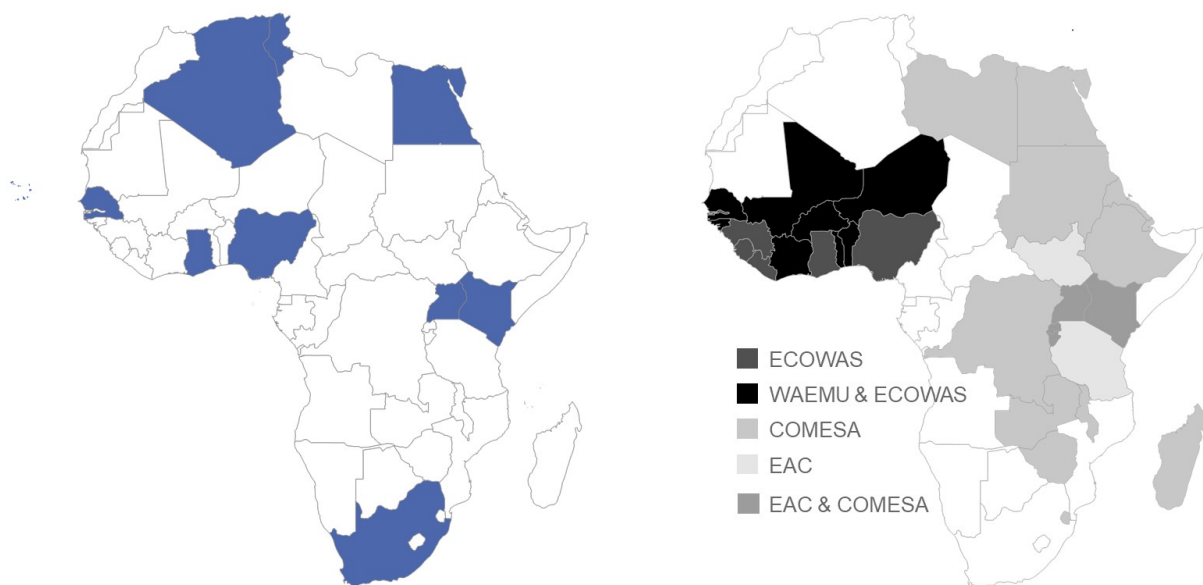 ECOWAS
WAEMU & ECOWAS
COMESA
EAC
EAC & COMESA